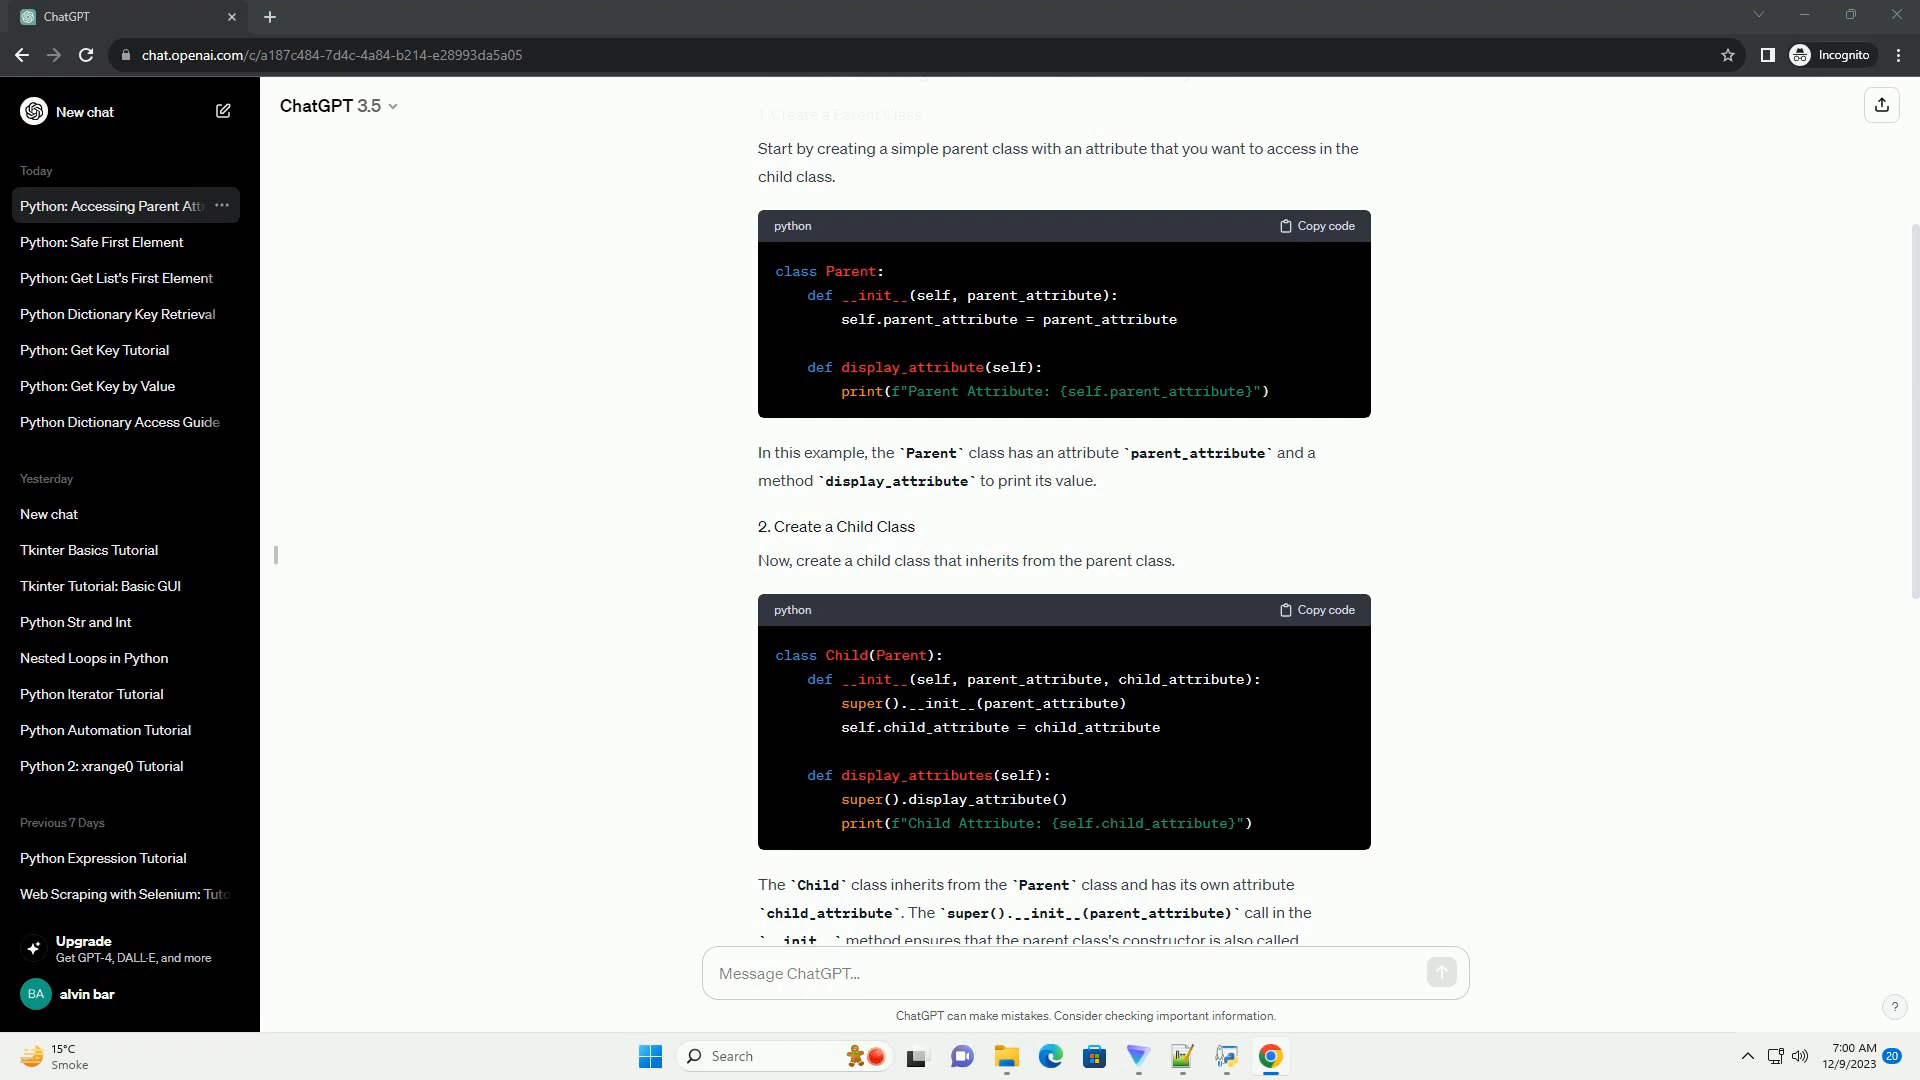 ChatGPT
chat.openai.com/c/a187c484-7d4c-4a84-b214-e28993da5a05
Incognito
New chat
ChatGPT 3.5
Today
Python: Accessing Parent Att
Python: Safe First Element
Python: Get List's First Element
Python Dictionary Key Retrieval
Python: Get Key Tutorial
Python: Get Key by Value
Python Dictionary Access Guide
Yesterday
New chat
Tkinter Basics Tutorial
Tkinter Tutorial: Basic GUI
Python Str and Int
Nested Loops in Python
Python Iterator Tutorial
Python Automation Tutorial
Python 2: xrange() Tutorial
Previous 7 Days
Python Expression Tutorial
Web Scraping with Selenium: Tuto
Upgrade
Get GPT-4, DALL·E, and more
BA
alvin bar
1. Create a Parent Class
Start by creating a simple parent class with an attribute that you want to access in the
child class.
python
Copy code
class Parent:
def __init__(self, parent_attribute):
self.parent_attribute = parent_attribute
def display_attribute(self):
print(f"Parent Attribute: {self.parent_attribute}")
In this example, the `Parent` class has an attribute `parent_attribute` and a
method `display_attribute` to print its value.
2. Create a Child Class
Now, create a child class that inherits from the parent class.
python
Copy code
class Child(Parent):
def __init__(self, parent_attribute, child_attribute):
super().__init__(parent_attribute)
self.child_attribute = child_attribute
def display_attributes(self):
super().display_attribute()
print(f"Child Attribute: {self.child_attribute}")
The `Child` class inherits from the `Parent` class and has its own attribute
`child_attribute`. The `super().__init__(parent_attribute)` call in the
`__init__` method ensures that the parent class's constructor is also called
Message ChatGPT...
ChatGPT can make mistakes. Consider checking important information.
?
15°C
Smoke
Search
7:00 AM
12/9/2023
20